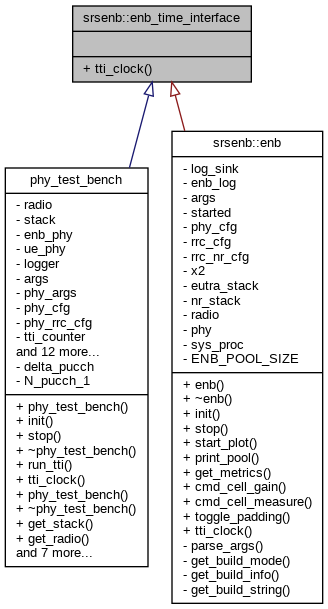 srsenb::enb_time_interface
+ tti_clock()
phy_test_bench
- radio
- stack
- enb_phy
- ue_phy
- logger
- args
- phy_args
- phy_cfg
- phy_rrc_cfg
- tti_counter
and 12 more...
- delta_pucch
- N_pucch_1
+ phy_test_bench()
+ init()
+ stop()
+ ~phy_test_bench()
+ run_tti()
+ tti_clock()
+ phy_test_bench()
+ ~phy_test_bench()
+ get_stack()
+ get_radio()
and 7 more...
srsenb::enb
- log_sink
- enb_log
- args
- started
- phy_cfg
- rrc_cfg
- rrc_nr_cfg
- x2
- eutra_stack
- nr_stack
- radio
- phy
- sys_proc
- ENB_POOL_SIZE
+ enb()
+ ~enb()
+ init()
+ stop()
+ start_plot()
+ print_pool()
+ get_metrics()
+ cmd_cell_gain()
+ cmd_cell_measure()
+ toggle_padding()
+ tti_clock()
- parse_args()
- get_build_mode()
- get_build_info()
- get_build_string()